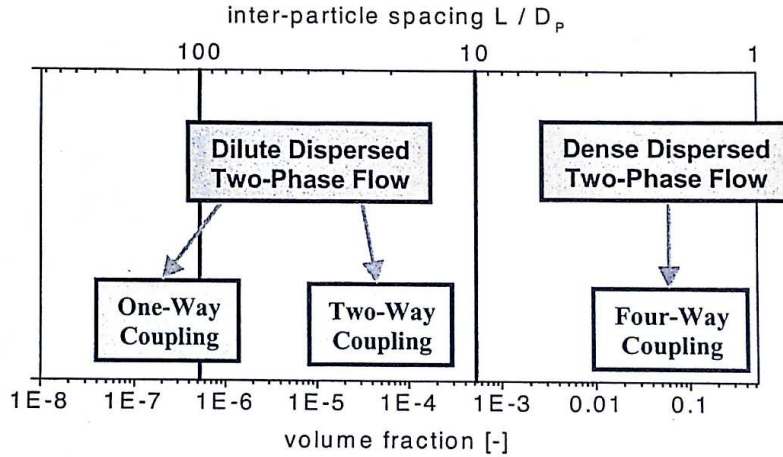 inter-particle spacing L / Dₚ
100 10 1
Dilute Dispersed
Two-Phase Flow
Dense Dispersed
Two-Phase Flow
One-Way
Coupling
Two-Way
Coupling
Four-Way
Coupling
1E-8 1E-7 1E-6 1E-5 1E-4 1E-3 0.01 0.1
volume fraction [-]